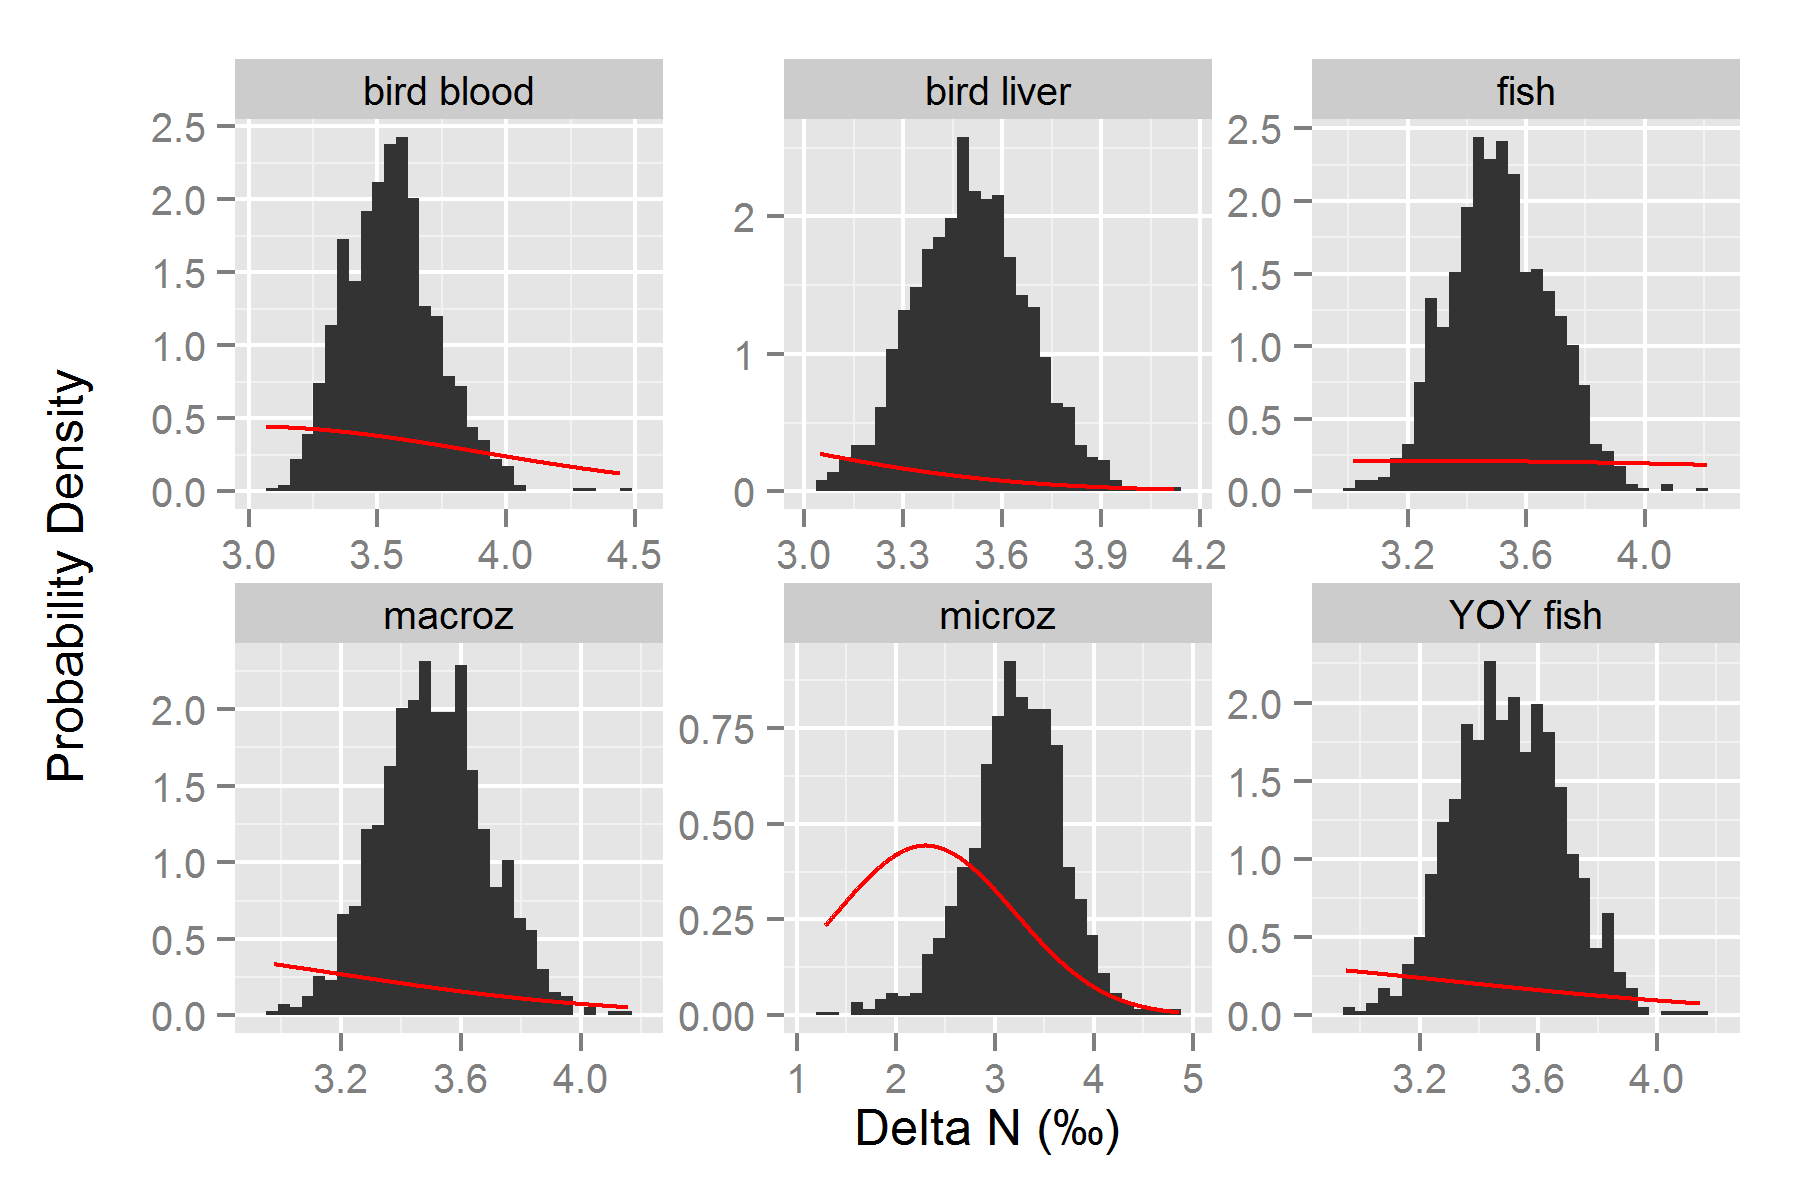 bird blood
bird liver
fish
2.5
2.0
1.5
1.0
0.5
0.0
3.0 3.5 4.0 4.5
2
1
0
3.0 3.3 3.6 3.9 4.2
2.5
2.0
1.5
1.0
0.5
0.0
3.2 3.6 4.0
Probability Density
macroz
microz
YOY fish
2.0
1.5
1.0
0.5
0.0
3.2 3.6 4.0
0.75
0.50
0.25
0.00
1 2 3 4 5
2.0
1.5
1.0
0.5
0.0
3.2 3.6 4.0
Delta N (‰)